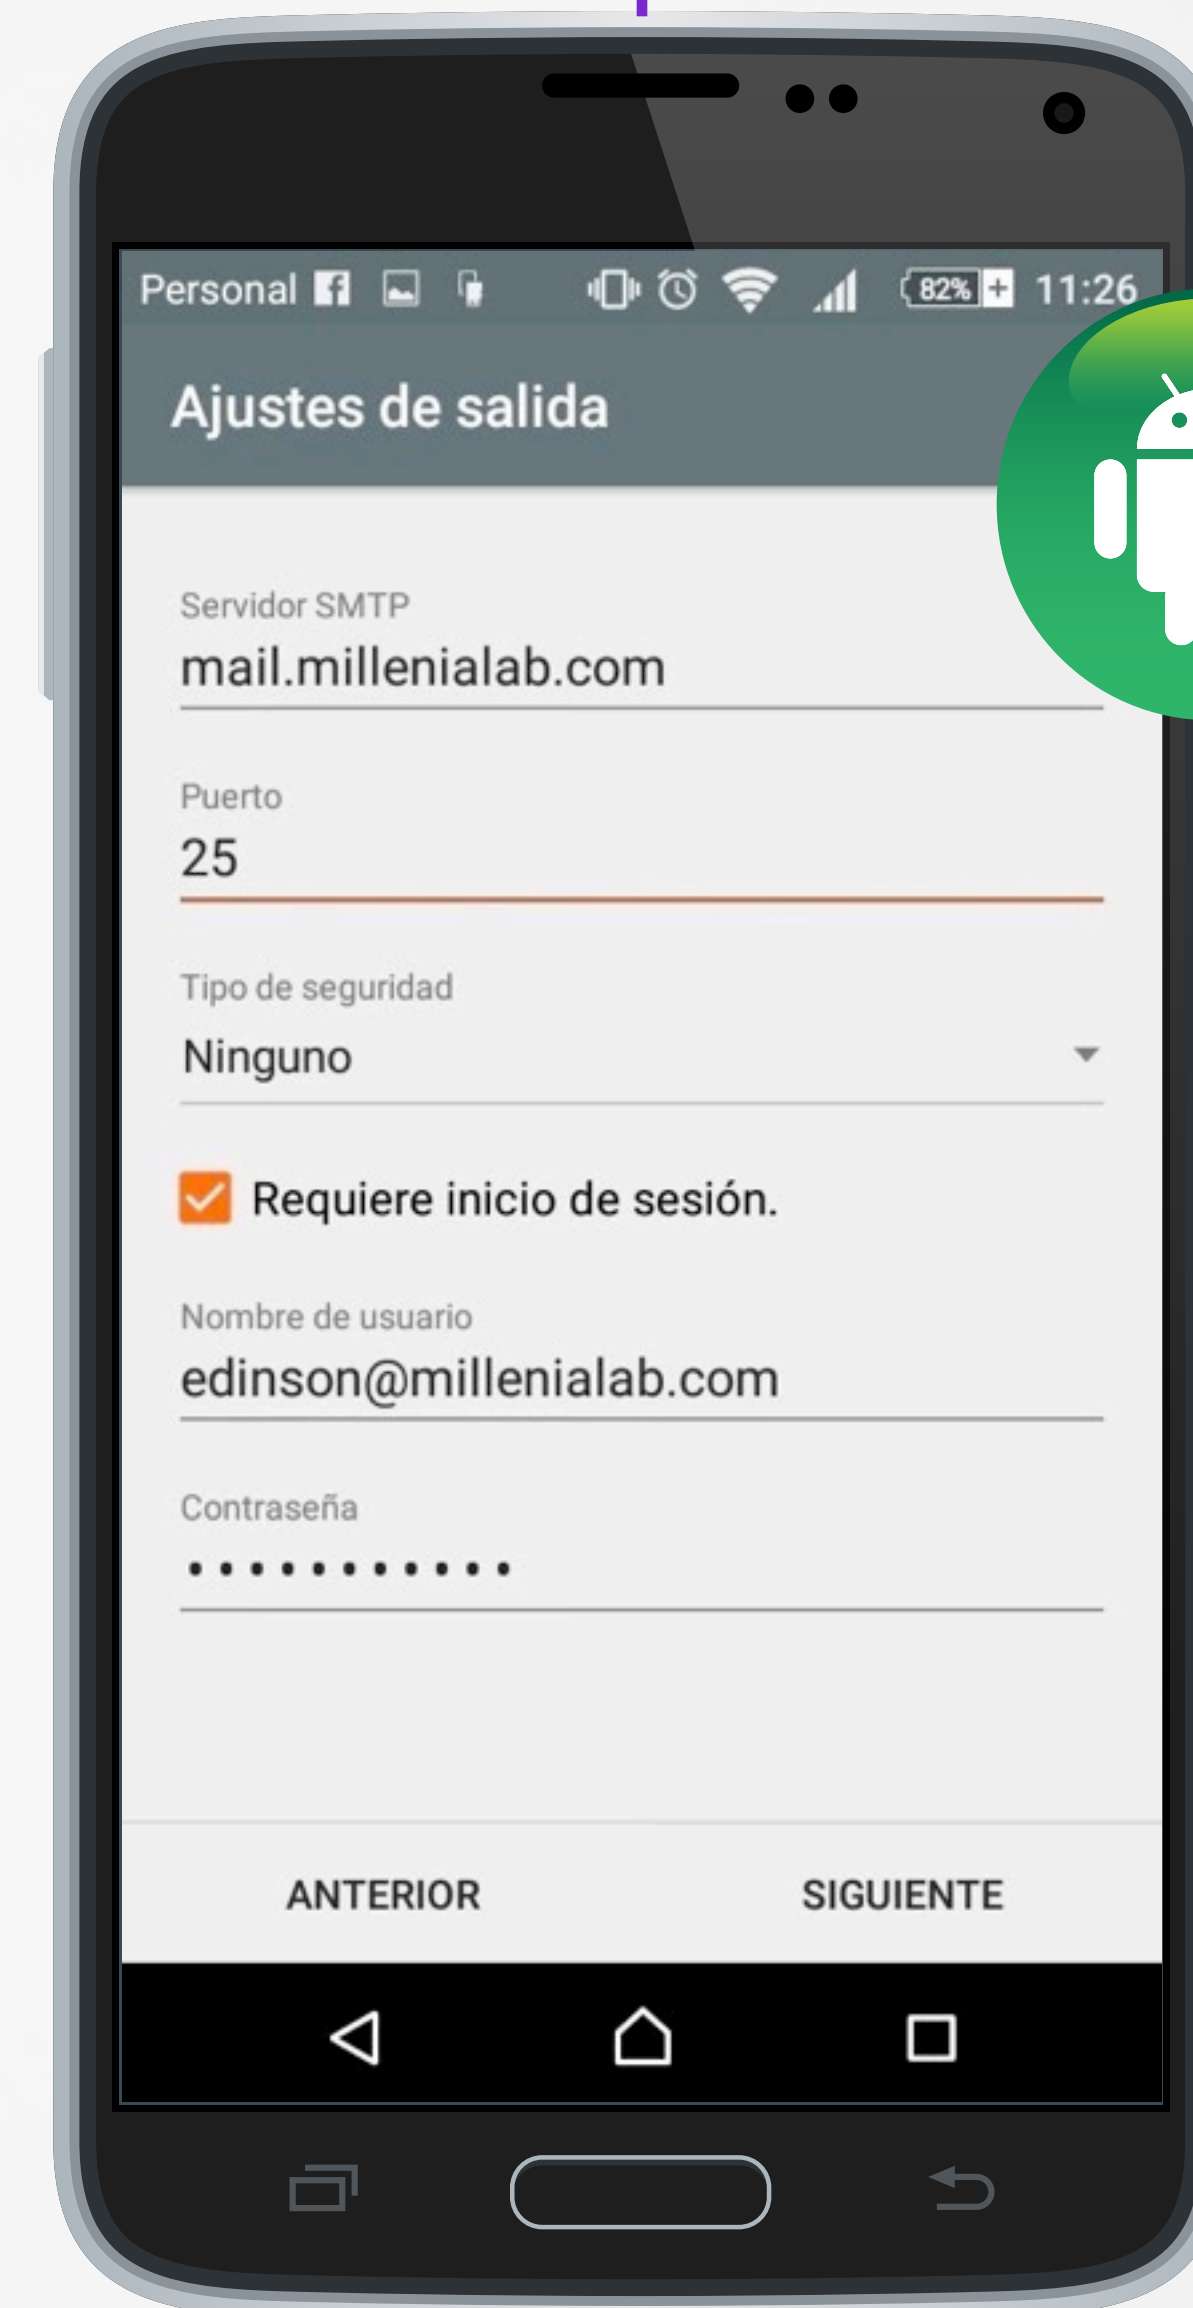 Personal 82% 11:26
Ajustes de salida
Servidor SMTP
mail.millenialab.com
Puerto
25
Tipo de seguridad
Ninguno
Requiere inicio de sesión.
Nombre de usuario
edinson@millenialab.com
Contraseña
•••••••••••
ANTERIOR SIGUIENTE